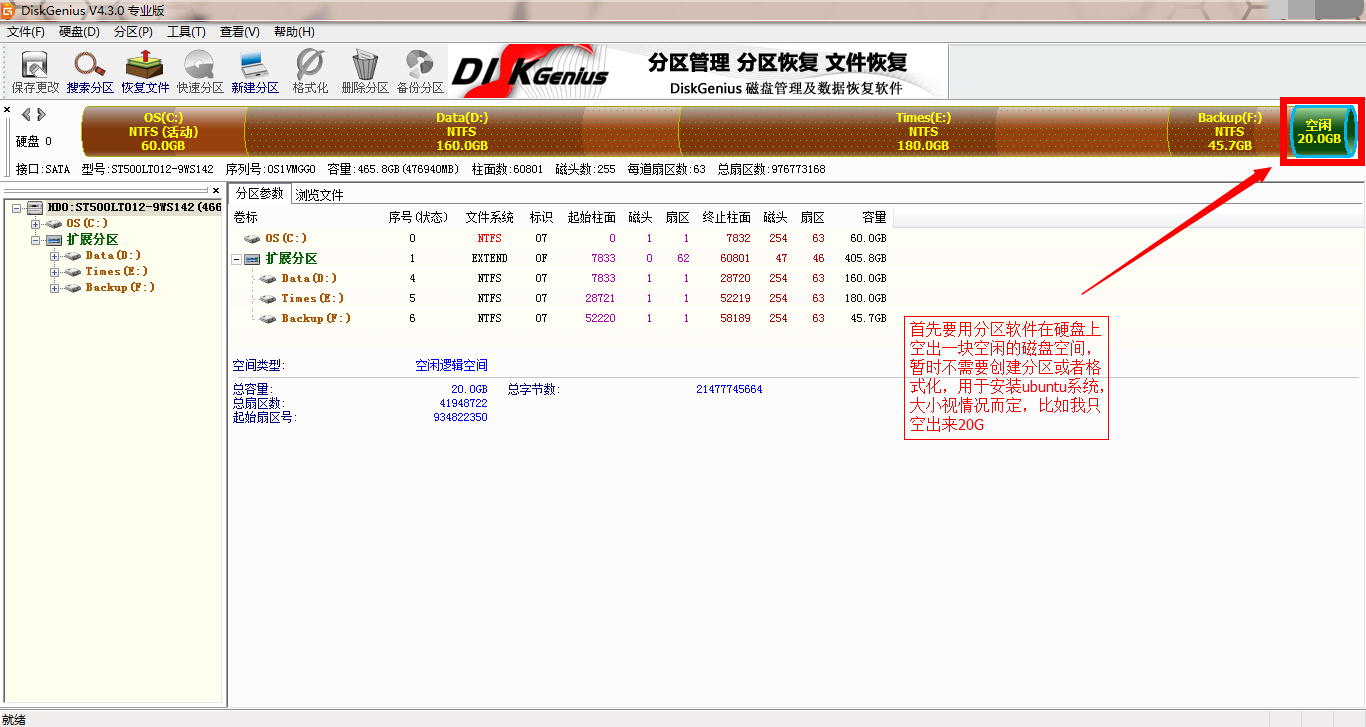 DiskGenius V4.3.0 专业版
文件(F) 硬盘(D) 分区(P) 工具(T) 查看(V) 帮助(H)
保存更改 搜索分区 恢复文件 快速分区 新建分区 格式化 删除分区 备份分区
DISKGENIUS
分区管理 分区恢复 文件恢复
DiskGenius 磁盘管理及数据恢复软件
硬盘 0
OS(C:)
NTFS (活动)
60.0GB
Data(D:)
NTFS
160.0GB
Times(E:)
NTFS
180.0GB
Backup(F:)
NTFS
45.7GB
空闲
20.0GB
接口:SATA 型号:ST500LT012-9WS142 序列号:OS1VMGGO 容量:465.8GB(476940MB) 柱面数:60801 磁头数:255 每道扇区数:63 总扇区数:976773168
HD0:ST500LT012-9WS142(466
OS(C:)
扩展分区
Data(D:)
Times(E:)
Backup(F:)
分区参数 浏览文件
卷标 序号(状态) 文件系统 标识 起始柱面 磁头 扇区 终止柱面 磁头 扇区 容量
OS(C:) 0 NTFS 07 0 1 1 7832 254 63 60.0GB
扩展分区 1 EXTEND 0F 7833 0 62 60801 47 46 405.8GB
Data(D:) 4 NTFS 07 7833 1 1 28720 254 63 160.0GB
Times(E:) 5 NTFS 07 28721 1 1 52219 254 63 180.0GB
Backup(F:) 6 NTFS 07 52220 1 1 58189 254 63 45.7GB
空间类型: 空闲逻辑空间
总容量: 20.0GB 总字节数: 21477745664
总扇区数: 41948722
起始扇区号: 934822350
首先要用分区软件在硬盘上
空出一块空闲的磁盘空间,
暂时不需要创建分区或者格
式化，用于安装ubuntu系统,
大小视情况而定，比如我只
空出来20G
就绪